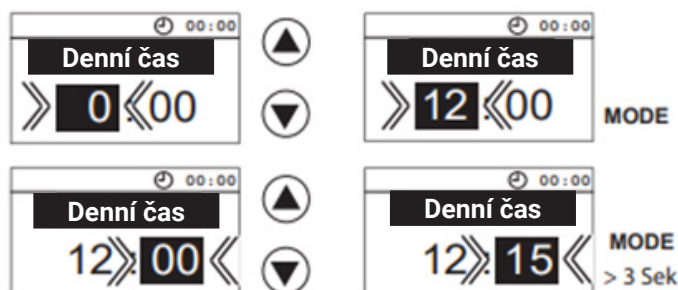 00:00
Denní čas
0:00
00:00
Denní čas
12:00
MODE
00:00
Denní čas
12:00
00:00
Denní čas
12:15
MODE
> 3 Sek